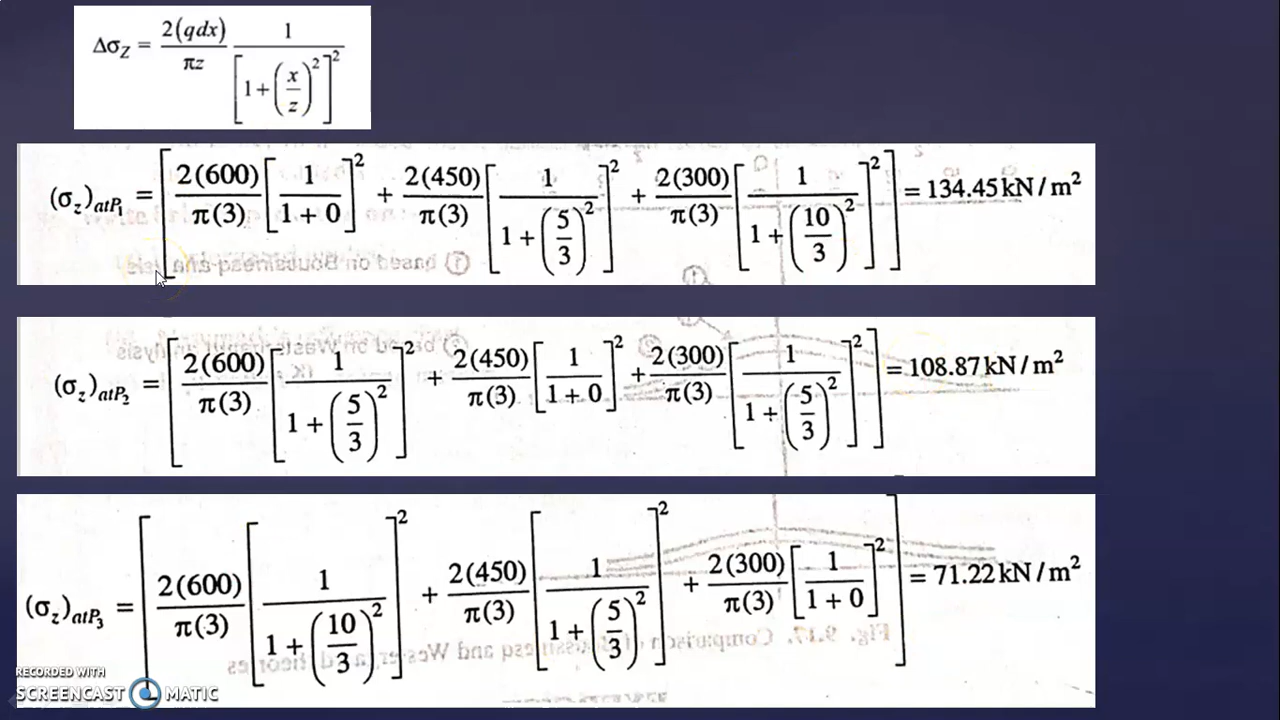 Δσ_Z = 2(qdx)/πz 1/[1+(x/z)²]²
(σ_z)_atP₁ = [2(600)/π(3) [1/1+0]² + 2(450)/π(3) [1/1+(5/3)²]² + 2(300)/π(3) [1/1+(10/3)²]²] = 134.45 kN/m²
(σ_z)_atP₂ = [2(600)/π(3) [1/1+(5/3)²]² + 2(450)/π(3) [1/1+0]² + 2(300)/π(3) [1/1+(5/3)²]²] = 108.87 kN/m²
(σ_z)_atP₃ = [2(600)/π(3) [1/1+(10/3)²]² + 2(450)/π(3) [1/1+(5/3)²]² + 2(300)/π(3) [1/1+0]²] = 71.22 kN/m²
RECORDED WITH
SCREENCAST MATIC